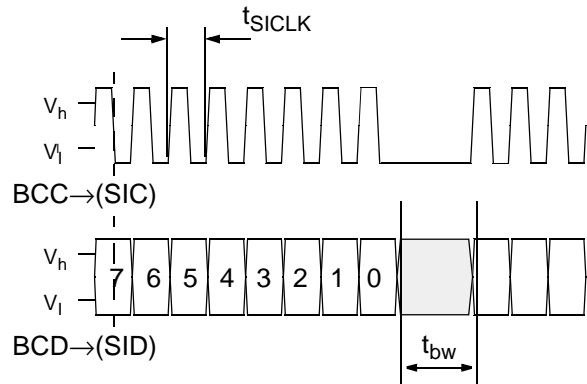 tSICLK
Vh
Vl
BCC→(SIC)
Vh
7 6 5 4 3 2 1 0
Vl
BCD→(SID)
tbw